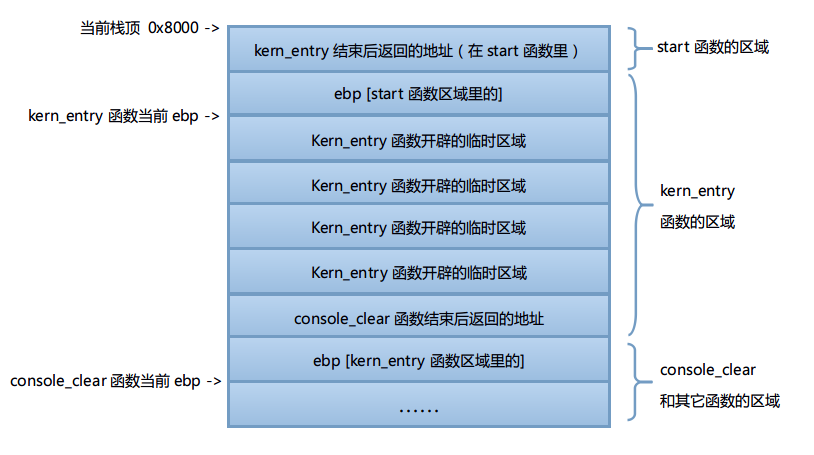 当前栈顶 0x8000 ->
kern_entry 结束后返回的地址（在 start 函数里）
start 函数的区域
ebp [start 函数区域里的]
kern_entry 函数当前 ebp ->
Kern_entry 函数开辟的临时区域
Kern_entry 函数开辟的临时区域
kern_entry
函数的区域
Kern_entry 函数开辟的临时区域
Kern_entry 函数开辟的临时区域
console_clear 函数结束后返回的地址
ebp [kern_entry 函数区域里的]
console_clear 函数当前 ebp ->
console_clear
和其它函数的区域
……